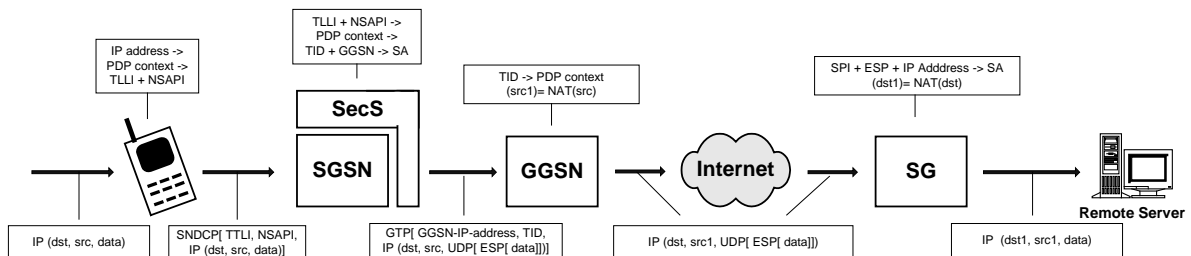 IP address ->
PDP context ->
TLLI + NSAPI
TLLI + NSAPI ->
PDP context ->
TID + GGSN -> SA
TID -> PDP context
(src1)= NAT(src)
SPI + ESP + IP Adddress -> SA
(dst1)= NAT(dst)
SecS
SGSN
GGSN
Internet
SG
Remote Server
IP (dst, src, data)
SNDCP[ TTLI, NSAPI,
IP (dst, src, data)]
GTP[ GGSN-IP-address, TID,
IP (dst, src, UDP[ ESP[ data]])]
IP (dst, src1, UDP[ ESP[ data]])
IP (dst1, src1, data)